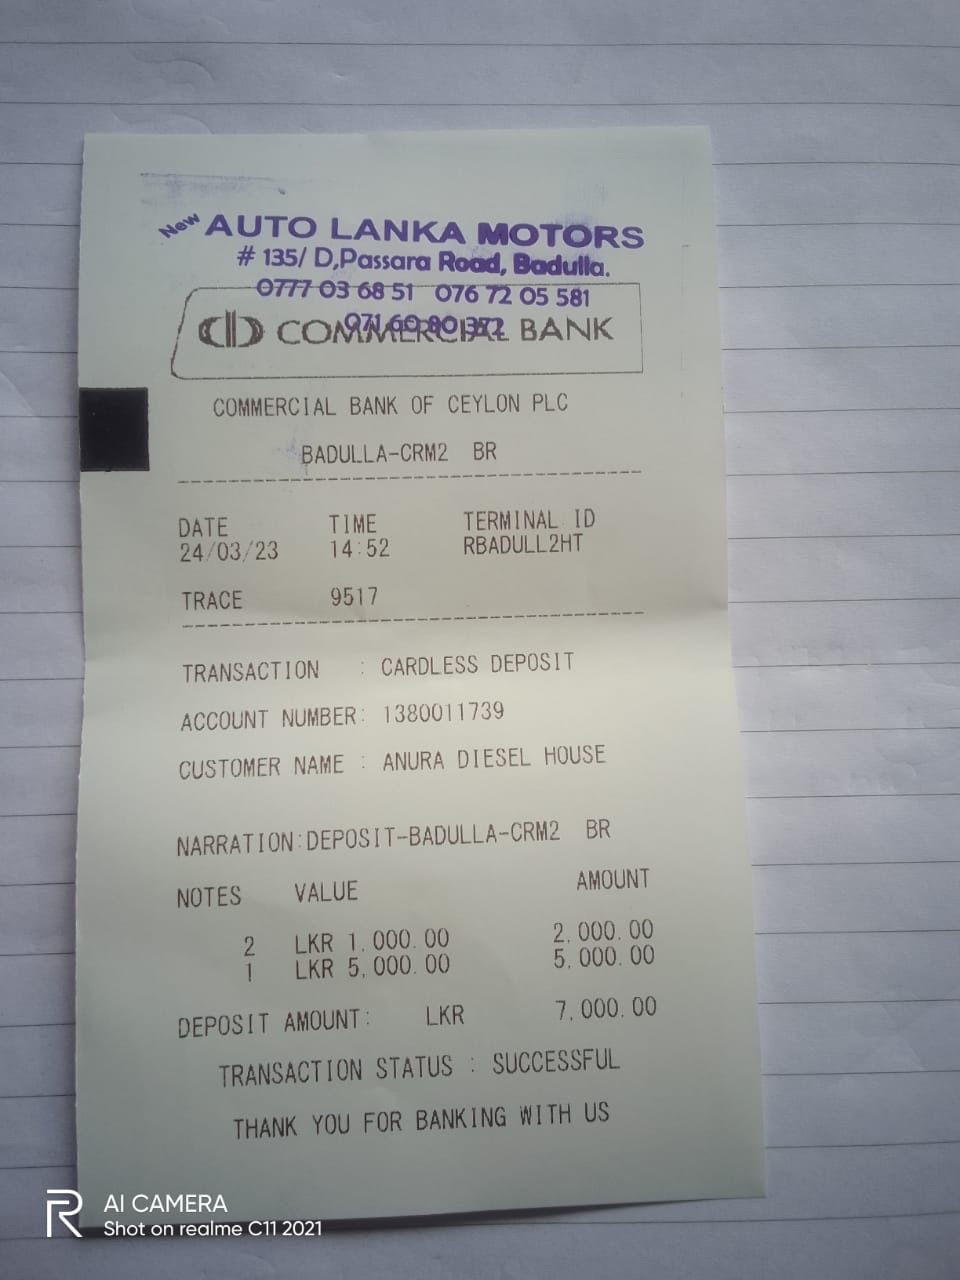 New AUTO LANKA MOTORS
# 135/ D,Passara Road, Badulla.
0777 03 68 51 076 72 05 581
071 60 80 372
COMMERCIAL BANK
COMMERCIAL BANK OF CEYLON PLC
BADULLA-CRM2 BR
DATE TIME TERMINAL ID
24/03/23 14:52 RBADULL2HT
TRACE 9517
TRANSACTION : CARDLESS DEPOSIT
ACCOUNT NUMBER: 1380011739
CUSTOMER NAME : ANURA DIESEL HOUSE
NARRATION:DEPOSIT-BADULLA-CRM2 BR
NOTES VALUE AMOUNT
2 LKR 1,000.00 2,000.00
1 LKR 5,000.00 5,000.00
DEPOSIT AMOUNT: LKR 7,000.00
TRANSACTION STATUS : SUCCESSFUL
THANK YOU FOR BANKING WITH US
AI CAMERA
Shot on realme C11 2021